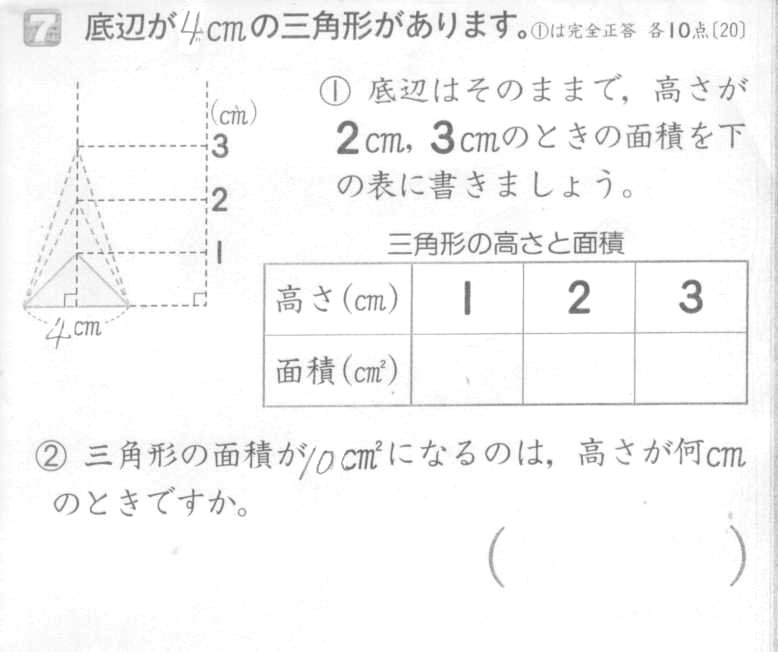 7 底辺が4cmの三角形があります。①は完全正答 各10点〔20〕
① 底辺はそのままで，高さが
2cm，3cmのときの面積を下
の表に書きましょう。
(cm)
3
2
1
4cm
三角形の高さと面積
高さ(cm) 1 2 3
面積(cm²)
② 三角形の面積が10cm²になるのは，高さが何cm
のときですか。
( )